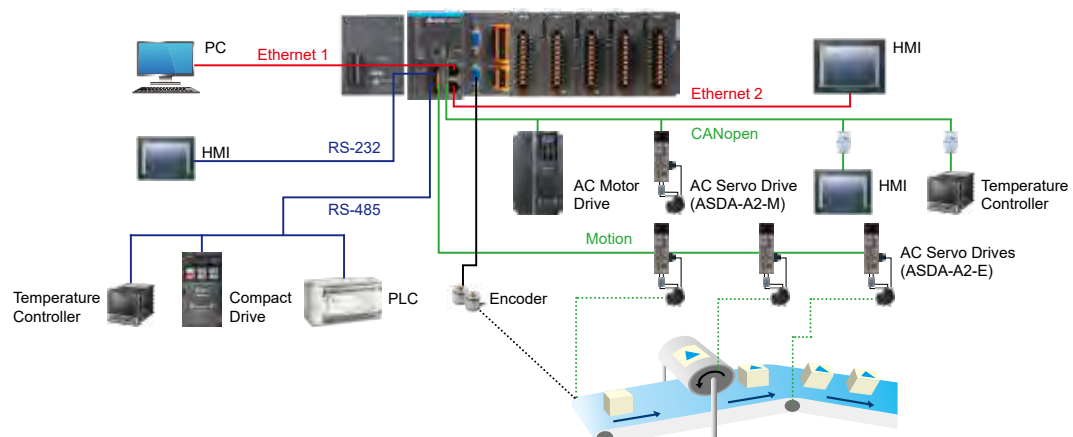 PC
Ethernet 1
HMI
Ethernet 2
CANopen
RS-232
HMI
AC Motor
Drive
AC Servo Drive
(ASDA-A2-M)
HMI
Temperature
Controller
RS-485
Motion
AC Servo Drives
(ASDA-A2-E)
Temperature
Controller
Compact
Drive
PLC
Encoder